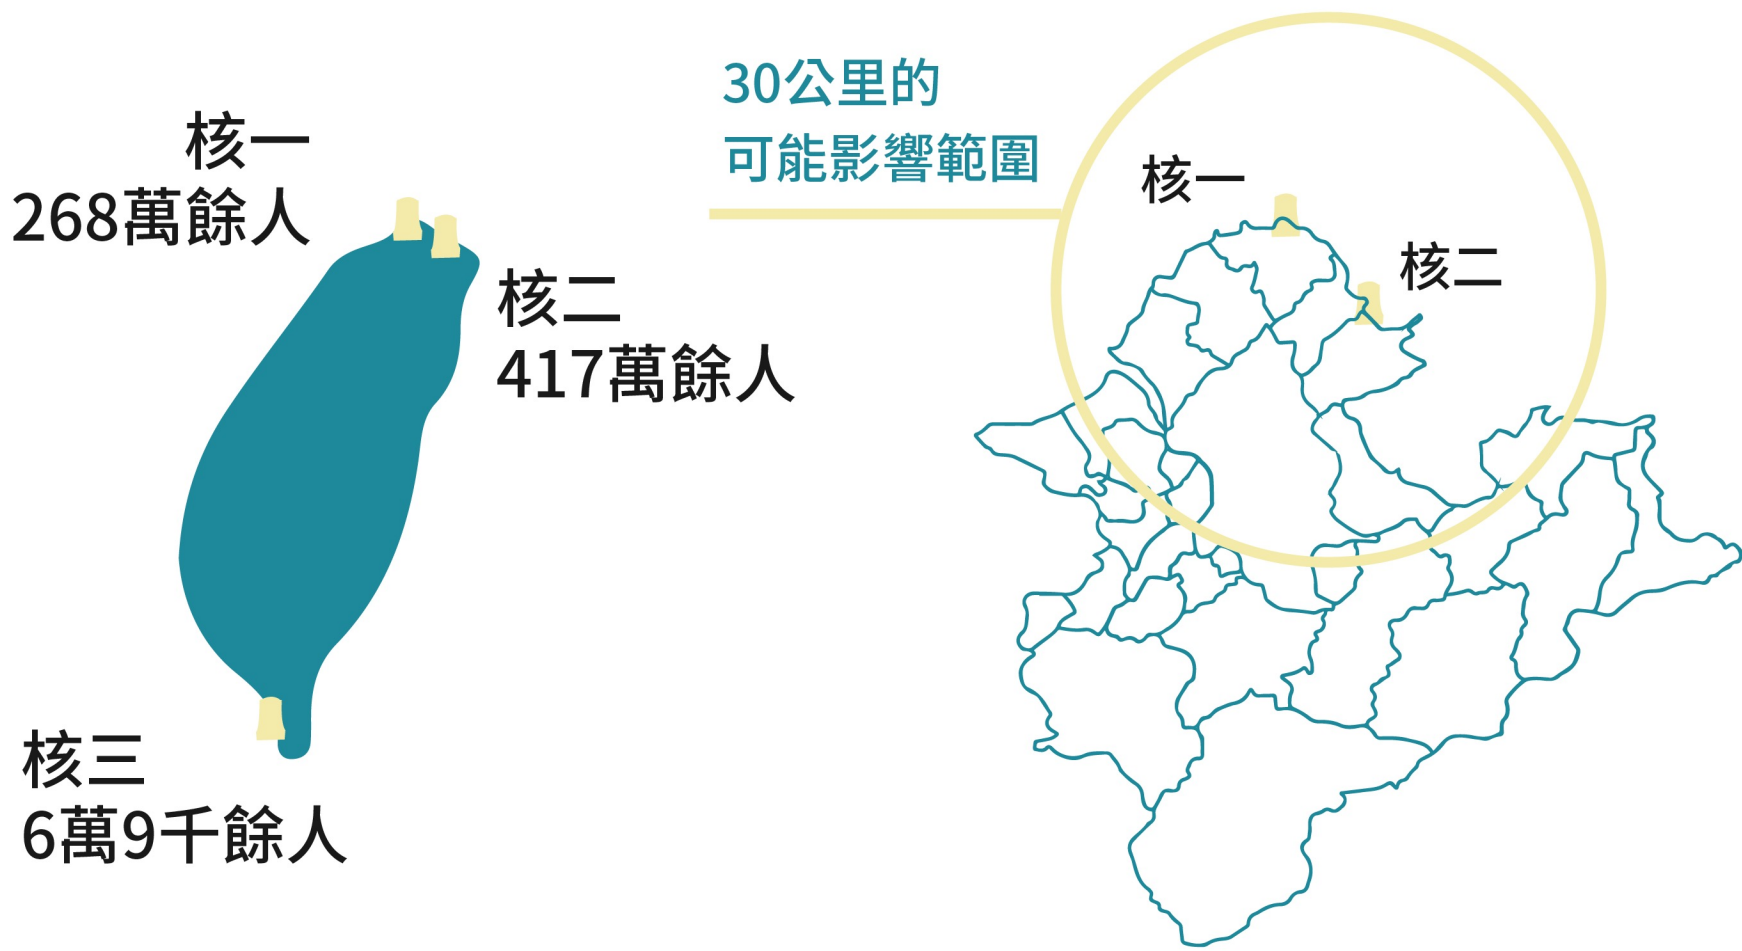 核一
268萬餘人
核二
417萬餘人
核三
6萬9千餘人
30公里的
可能影響範圍
核一
核二